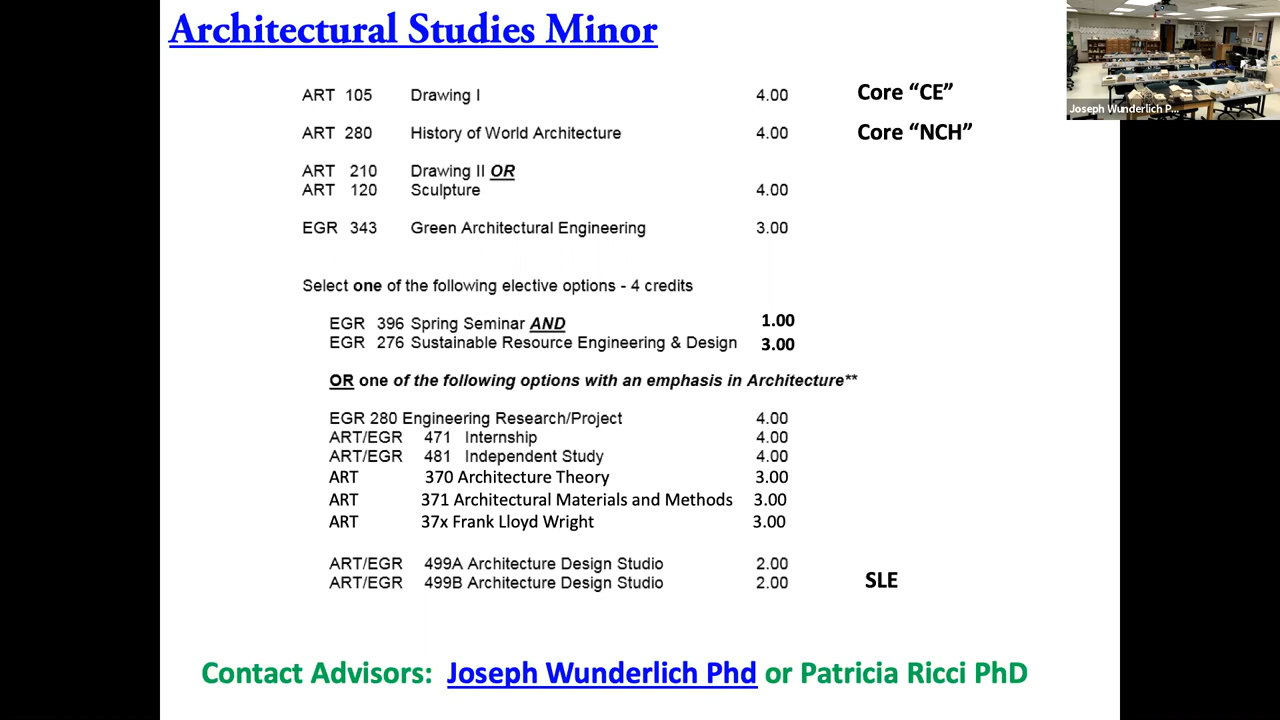 Architectural Studies Minor
ART 105 Drawing I 4.00 Core “CE”
ART 280 History of World Architecture 4.00 Core “NCH”
ART 210 Drawing II OR
ART 120 Sculpture 4.00
EGR 343 Green Architectural Engineering 3.00
Select one of the following elective options - 4 credits
EGR 396 Spring Seminar AND 1.00
EGR 276 Sustainable Resource Engineering & Design 3.00
OR one of the following options with an emphasis in Architecture**
EGR 280 Engineering Research/Project 4.00
ART/EGR 471 Internship 4.00
ART/EGR 481 Independent Study 4.00
ART 370 Architecture Theory 3.00
ART 371 Architectural Materials and Methods 3.00
ART 37x Frank Lloyd Wright 3.00
ART/EGR 499A Architecture Design Studio 2.00
ART/EGR 499B Architecture Design Studio 2.00 SLE
Contact Advisors: Joseph Wunderlich Phd or Patricia Ricci PhD
Joseph Wunderlich P...